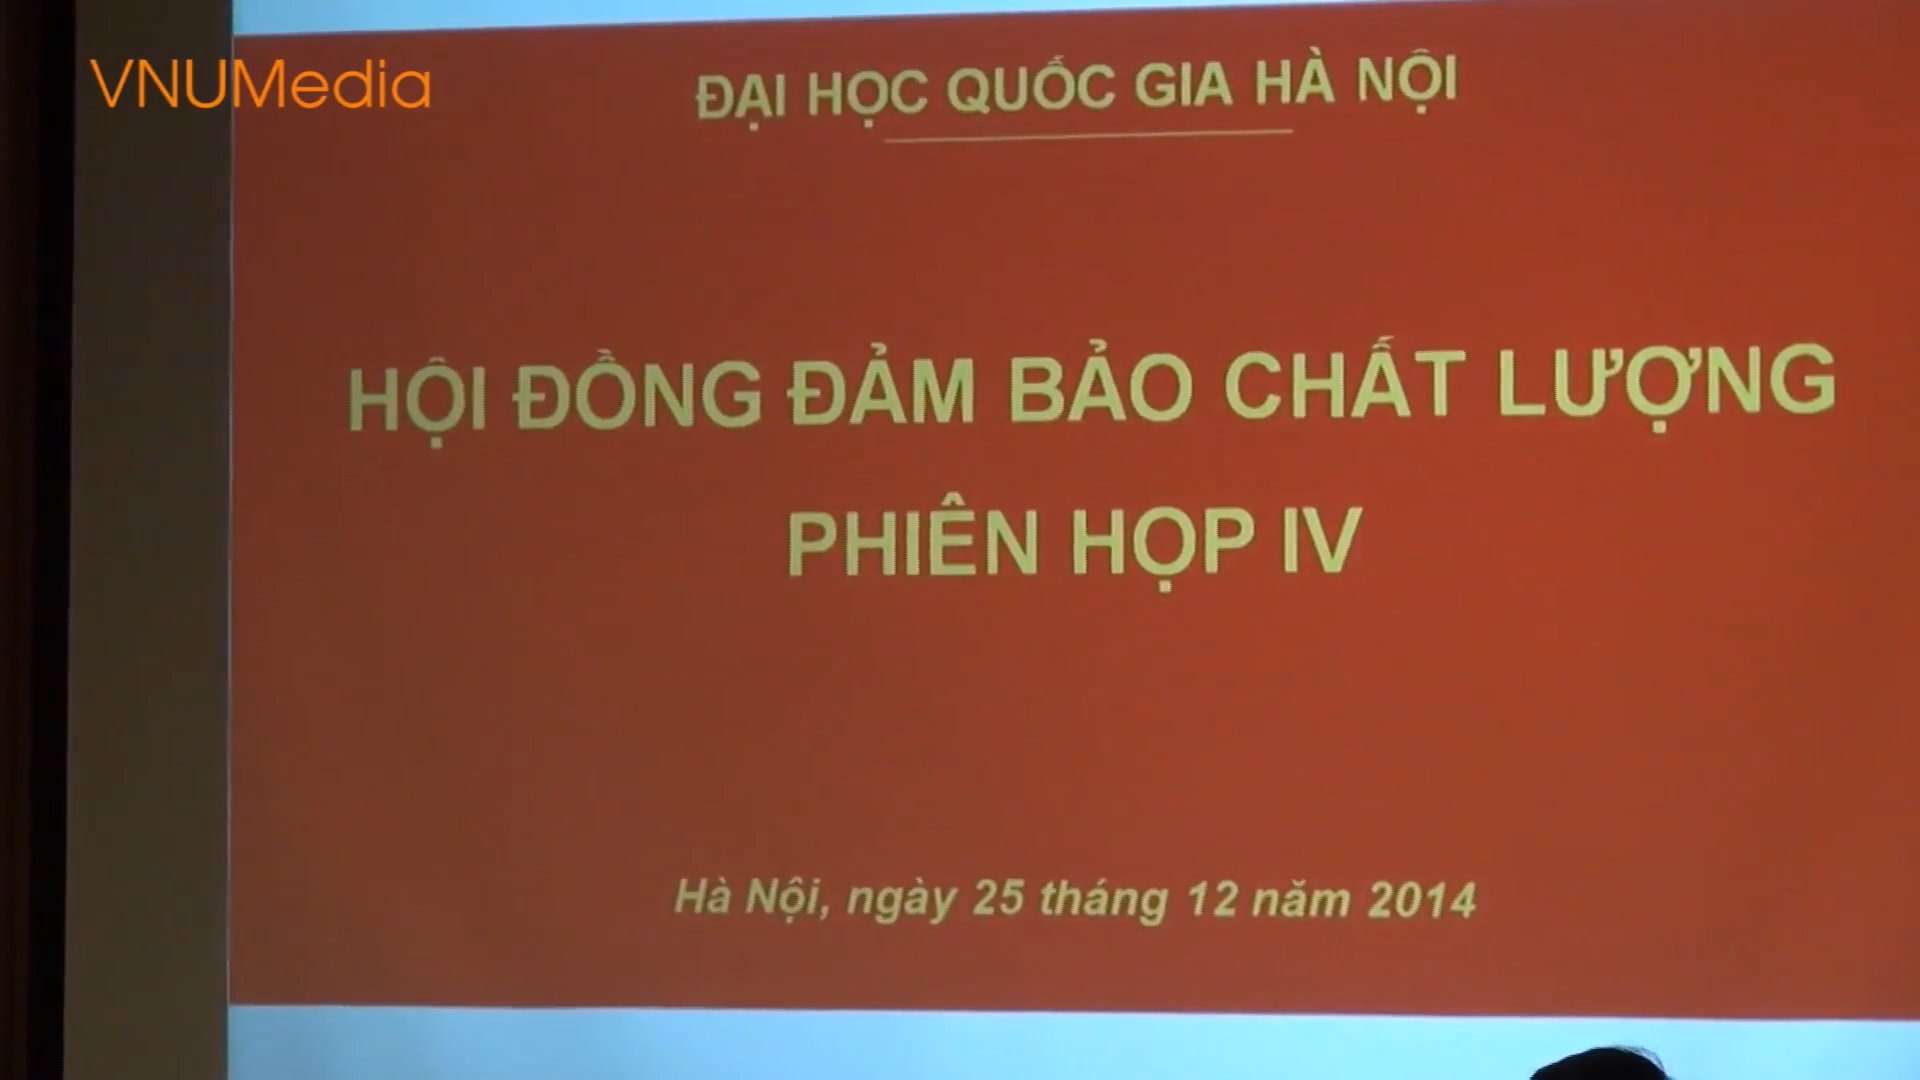 VNUMedia
ĐẠI HỌC QUỐC GIA HÀ NỘI
HỘI ĐỒNG ĐẢM BẢO CHẤT LƯỢNG
PHIÊN HỌP IV
Hà Nội, ngày 25 tháng 12 năm 2014